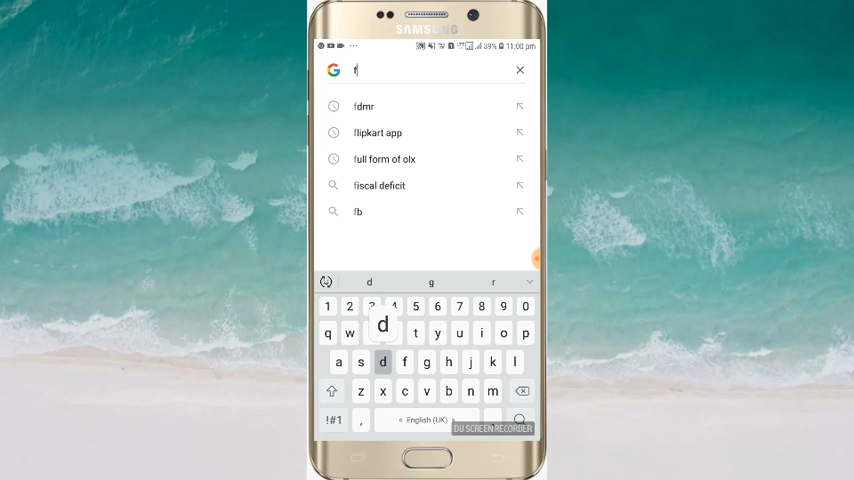 SAMSUNG
39% 11:00 pm
f
fdmr
flipkart app
full form of olx
fiscal deficit
fb
d g r
1 2 3 4 5 6 7 8 9 0
q w t y u i o p
d
a s d f g h j k l
z x c v b n m
!#1 , English (UK) .
DU SCREEN RECORDER